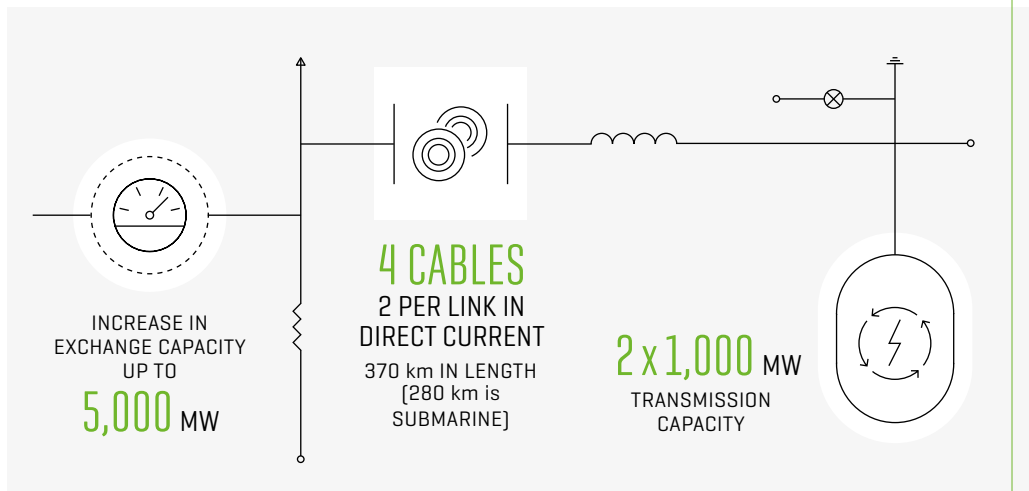 INCREASE IN
EXCHANGE CAPACITY
UP TO
5,000 MW
4 CABLES
2 PER LINK IN
DIRECT CURRENT
370 km IN LENGTH
(280 km is
SUBMARINE)
2 x 1,000 MW
TRANSMISSION
CAPACITY